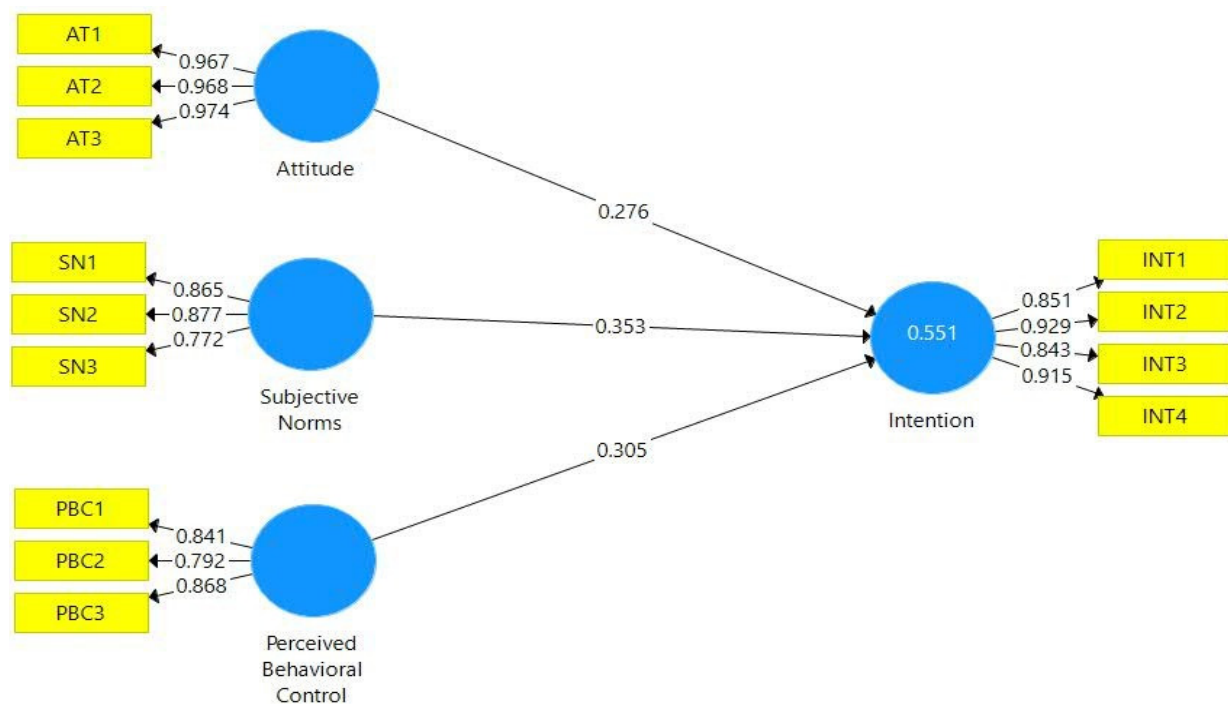 AT1
0.967
AT2
0.968
AT3
0.974
Attitude
0.276
SN1
0.865
SN2
0.877
SN3
0.772
Subjective
Norms
0.353
PBC1
0.841
PBC2
0.792
PBC3
0.868
Perceived
Behavioral
Control
0.305
0.551
Intention
INT1
0.851
INT2
0.929
INT3
0.843
INT4
0.915